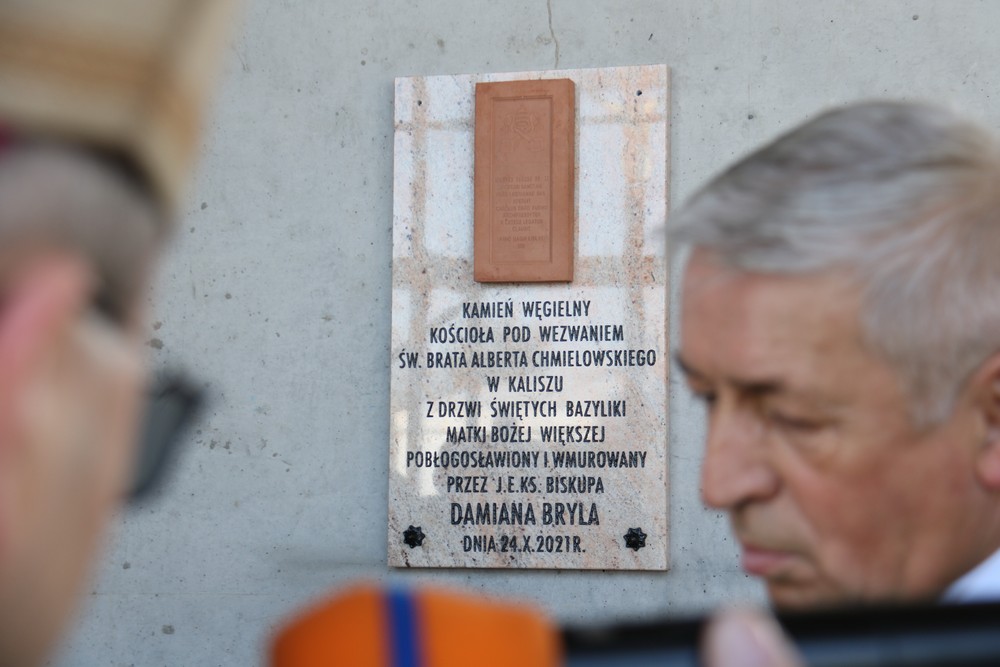 KAMIEŃ WĘGIELNY
KOŚCIOŁA POD WEZWANIEM
ŚW. BRATA ALBERTA CHMIELOWSKIEGO
W KALISZU
Z DRZWI ŚWIĘTYCH BAZYLIKI
MATKI BOŻEJ WIĘKSZEJ
POBŁOGOSŁAWIONY I WMUROWANY
PRZEZ J.E.KS. BISKUPA
DAMIANA BRYLA
DNIA 24.X.2021R.